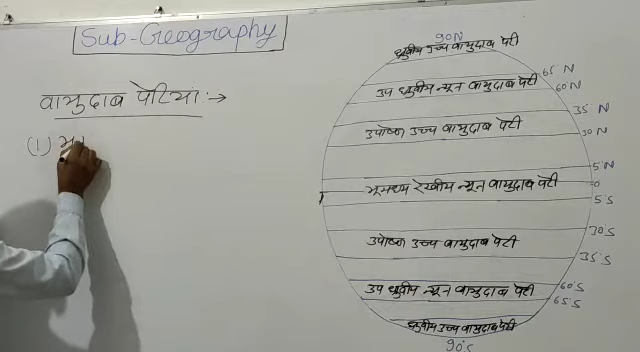 Sub-Geography
वायुदाब पेटियां :→
(1) भू
90N
ध्रुवीय उच्च वायुदाब पेटी
65 N
उप ध्रुवीय न्यून वायुदाब पेटी
60 N
35 N
उपोष्ण उच्च वायुदाब पेटी
30 N
5°N
भूमध्य रेखीय न्यून वायुदाब पेटी
0
5°S
30°S
उपोष्ण उच्च वायुदाब पेटी
35°S
उप ध्रुवीय न्यून वायुदाब पेटी
60°S
65°S
ध्रुवीय उच्च वायुदाब पेटी
90°S